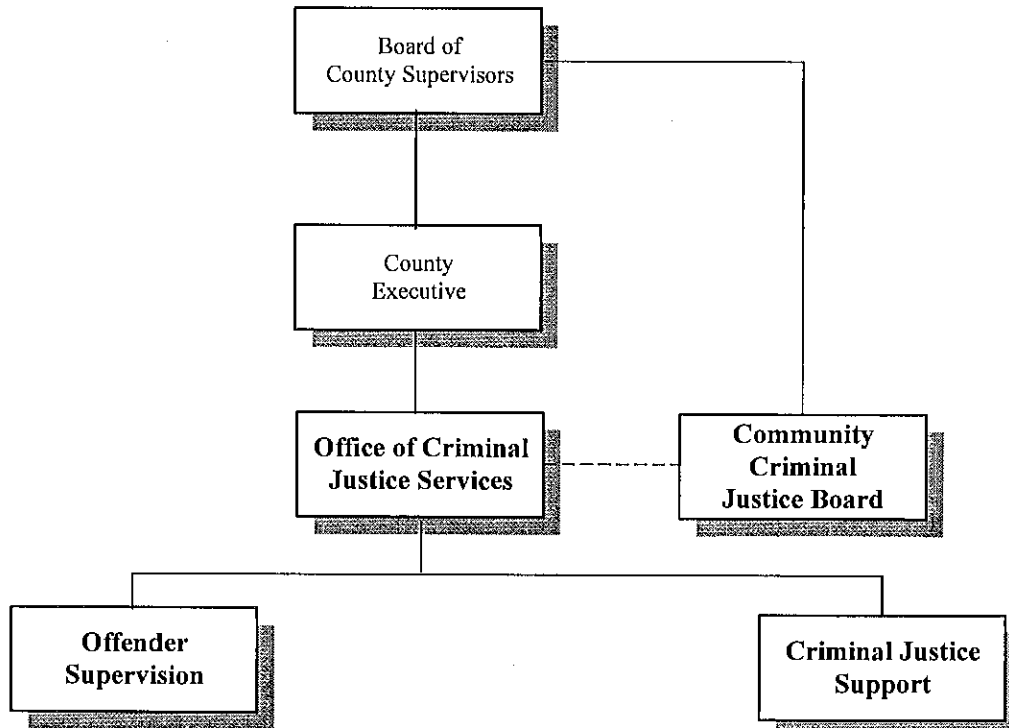 Board of
County Supervisors
County
Executive
Office of Criminal
Justice Services
Community
Criminal
Justice Board
Offender
Supervision
Criminal Justice
Support